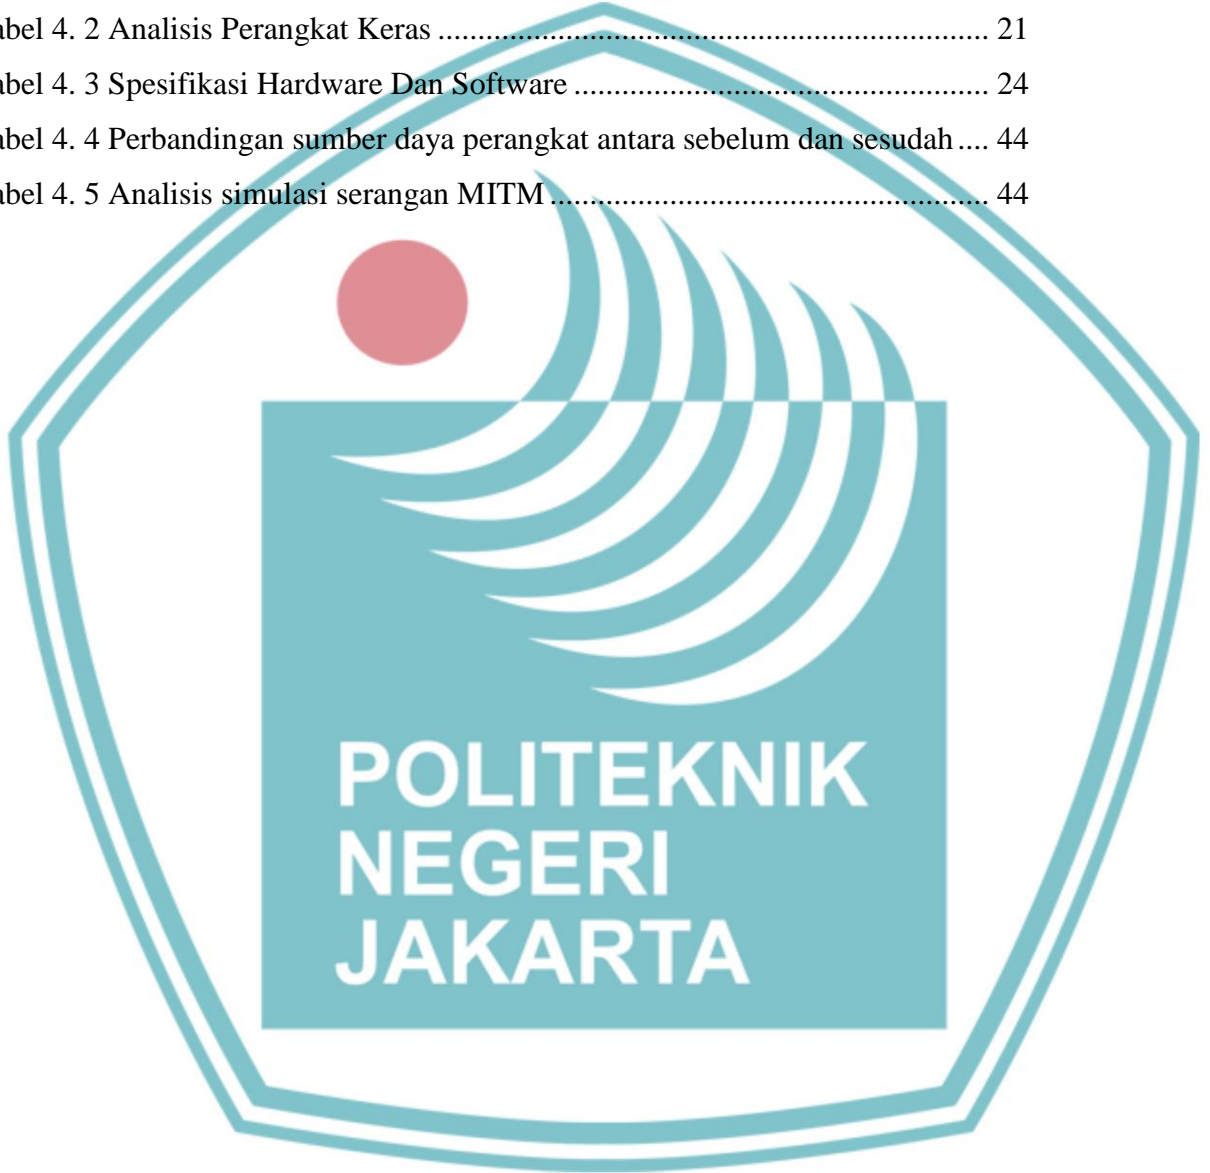 abel 4. 2 Analisis Perangkat Keras ..................................................................... 21
abel 4. 3 Spesifikasi Hardware Dan Software .................................................... 24
abel 4. 4 Perbandingan sumber daya perangkat antara sebelum dan sesudah .... 44
abel 4. 5 Analisis simulasi serangan MITM ....................................................... 44
POLITEKNIK
NEGERI
JAKARTA